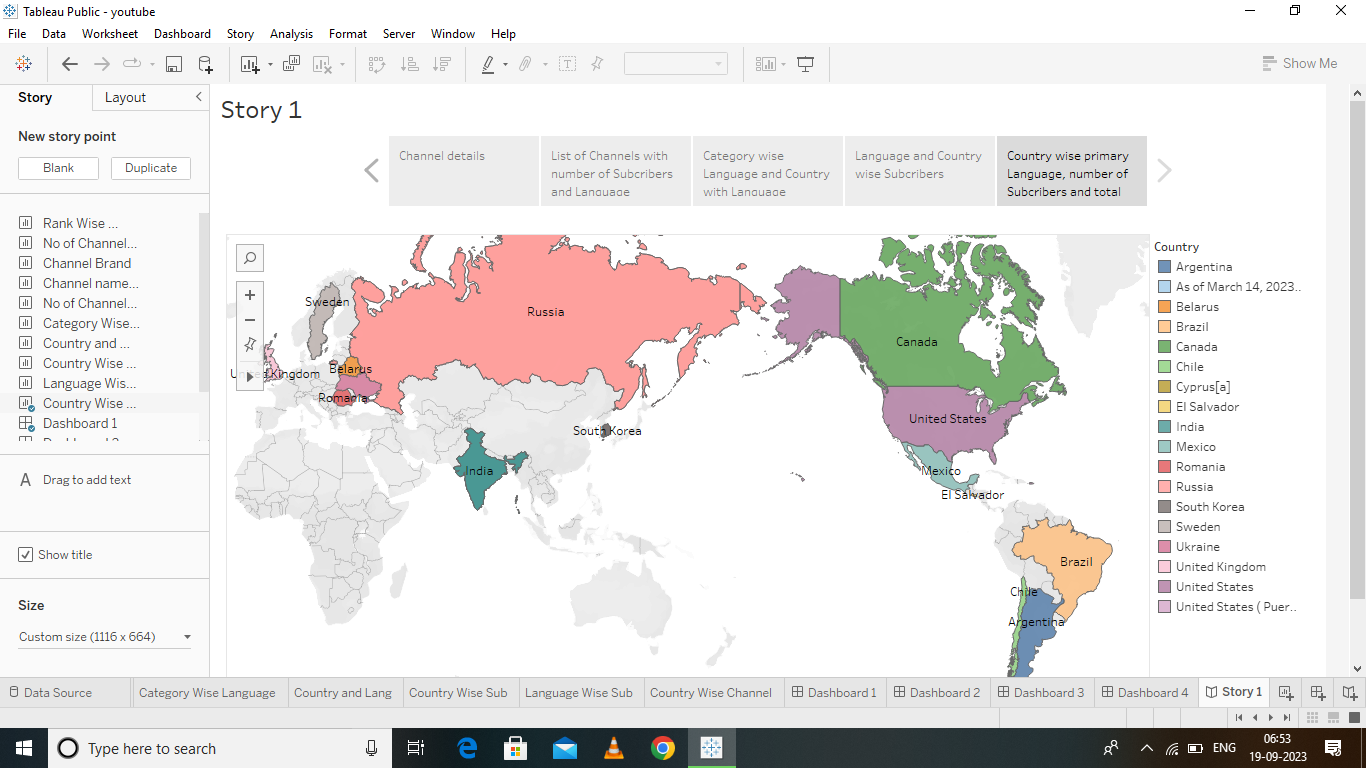 Tableau Public - youtube
File Data Worksheet Dashboard Story Analysis Format Server Window Help
Show Me
Story Layout
New story point
Blank Duplicate
Rank Wise ...
No of Channel...
Channel Brand
Channel name...
No of Channel...
Category Wise...
Country and ...
Country Wise ...
Language Wis...
Country Wise ...
Dashboard 1
Drag to add text
Show title
Size
Custom size (1116 x 664)
Story 1
Channel details
List of Channels with
number of Subcribers
and Language
Category wise
Language and Country
with Language
Language and Country
wise Subcribers
Country wise primary
Language, number of
Subcribers and total
Sweden
Russia
Canada
Kingdom
Belarus
Romania
United States
South Korea
India
Mexico
El Salvador
Brazil
Chile
Argentina
Country
Argentina
As of March 14, 2023..
Belarus
Brazil
Canada
Chile
Cyprus[a]
El Salvador
India
Mexico
Romania
Russia
South Korea
Sweden
Ukraine
United Kingdom
United States
United States ( Puer..
Data Source Category Wise Language Country and Lang Country Wise Sub Language Wise Sub Country Wise Channel Dashboard 1 Dashboard 2 Dashboard 3 Dashboard 4 Story 1
Type here to search
ENG
06:53
19-09-2023